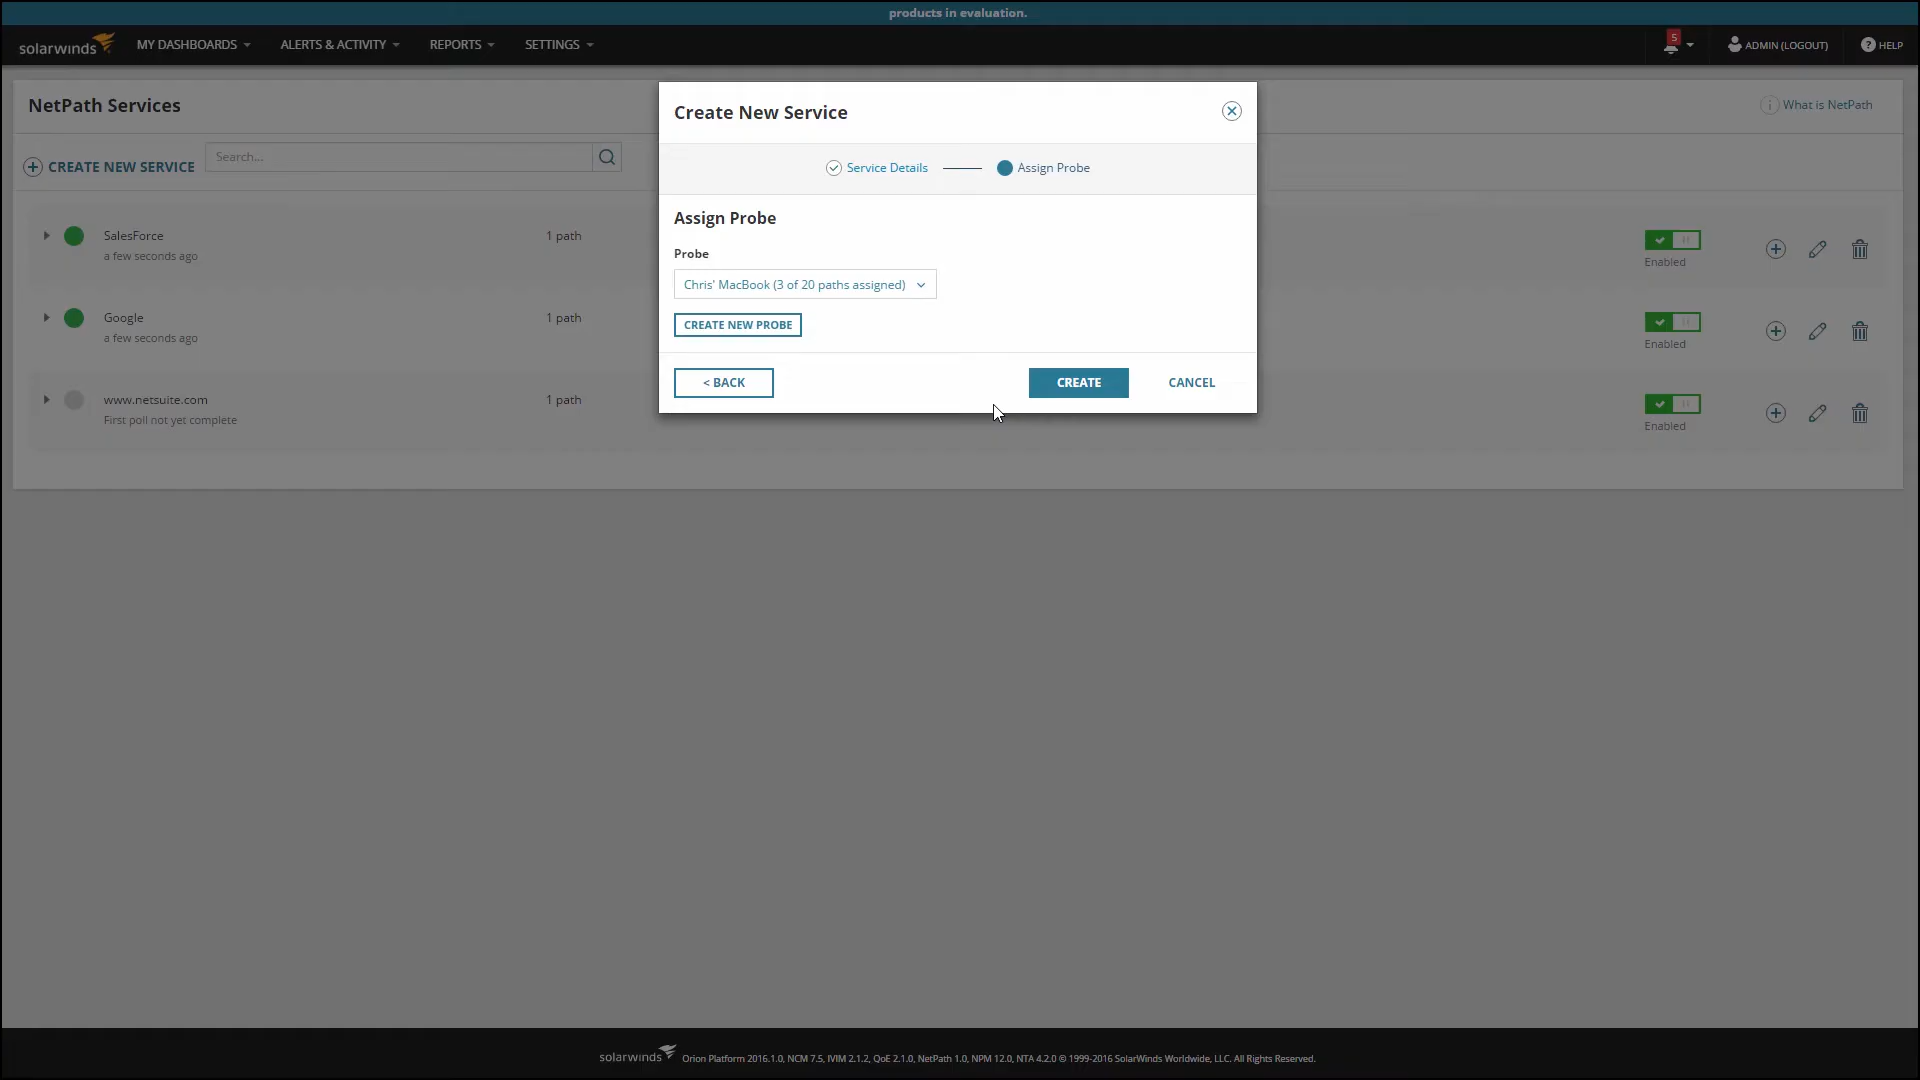 products in evaluation.
solarwinds MY DASHBOARDS ALERTS & ACTIVITY REPORTS SETTINGS 5 ADMIN (LOGOUT) ? HELP
NetPath Services
What is NetPath
CREATE NEW SERVICE
Search...
SalesForce
a few seconds ago
1 path
Enabled
Google
a few seconds ago
1 path
Enabled
www.netsuite.com
First poll not yet complete
1 path
Enabled
Create New Service
Service Details
Assign Probe
Assign Probe
Probe
Chris' MacBook (3 of 20 paths assigned)
CREATE NEW PROBE
< BACK
CREATE
CANCEL
solarwinds Orion Platform 2016.1.0, NCM 7.5, IVIM 2.1.2, QoE 2.1.0, NetPath 1.0, NPM 12.0, NTA 4.2.0 © 1999-2016 SolarWinds Worldwide, LLC. All Rights Reserved.